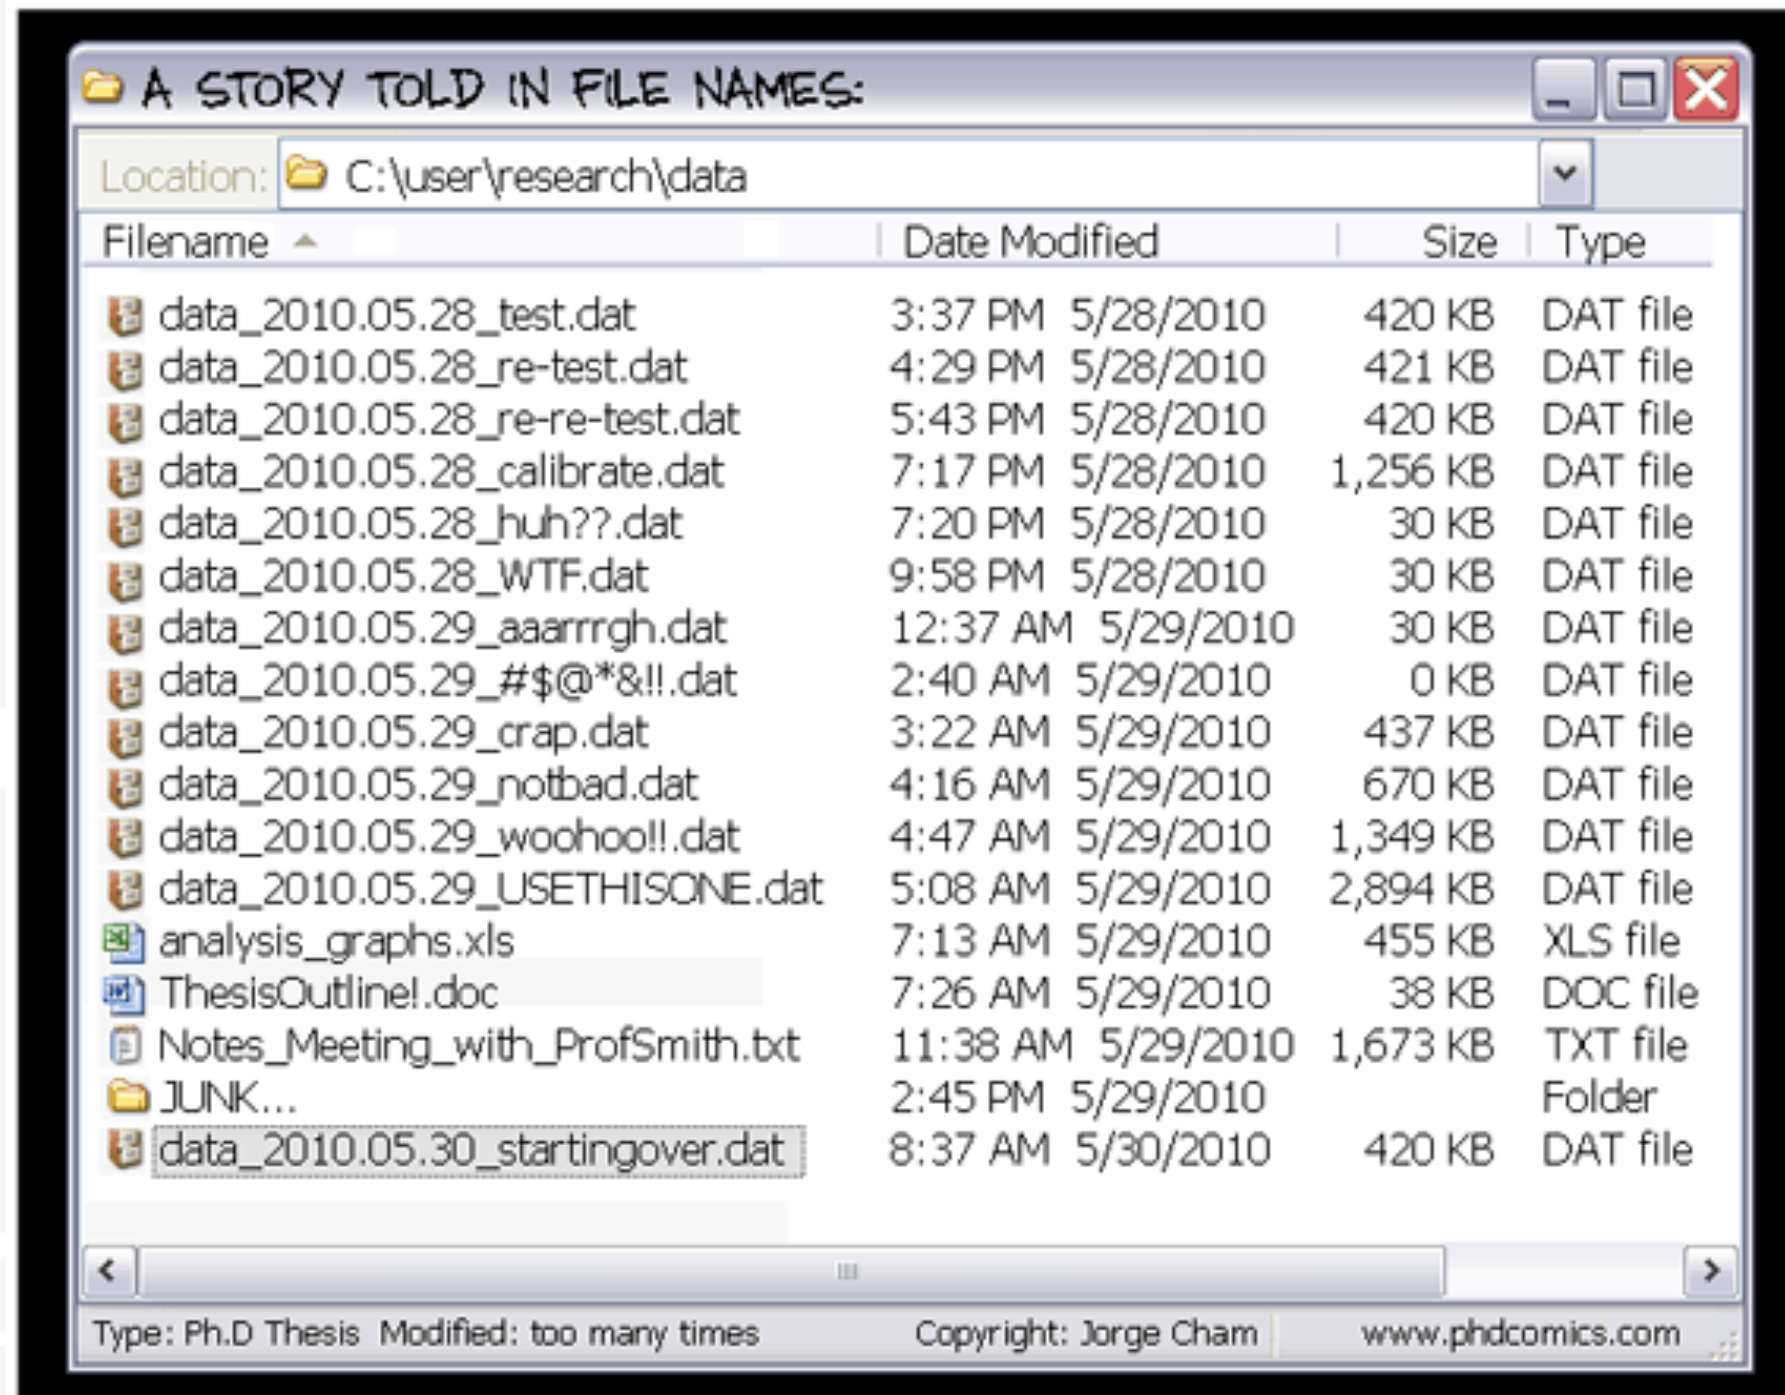 A STORY TOLD IN FILE NAMES:
Location: C:\user\research\data
Filename Date Modified Size Type
data_2010.05.28_test.dat 3:37 PM 5/28/2010 420 KB DAT file
data_2010.05.28_re-test.dat 4:29 PM 5/28/2010 421 KB DAT file
data_2010.05.28_re-re-test.dat 5:43 PM 5/28/2010 420 KB DAT file
data_2010.05.28_calibrate.dat 7:17 PM 5/28/2010 1,256 KB DAT file
data_2010.05.28_huh??.dat 7:20 PM 5/28/2010 30 KB DAT file
data_2010.05.28_WTF.dat 9:58 PM 5/28/2010 30 KB DAT file
data_2010.05.29_aaarrrgh.dat 12:37 AM 5/29/2010 30 KB DAT file
data_2010.05.29_#$@*&!!.dat 2:40 AM 5/29/2010 0 KB DAT file
data_2010.05.29_crap.dat 3:22 AM 5/29/2010 437 KB DAT file
data_2010.05.29_notbad.dat 4:16 AM 5/29/2010 670 KB DAT file
data_2010.05.29_woohoo!!.dat 4:47 AM 5/29/2010 1,349 KB DAT file
data_2010.05.29_USETHISONE.dat 5:08 AM 5/29/2010 2,894 KB DAT file
analysis_graphs.xls 7:13 AM 5/29/2010 455 KB XLS file
ThesisOutline!.doc 7:26 AM 5/29/2010 38 KB DOC file
Notes_Meeting_with_ProfSmith.txt 11:38 AM 5/29/2010 1,673 KB TXT file
JUNK... 2:45 PM 5/29/2010 Folder
data_2010.05.30_startingover.dat 8:37 AM 5/30/2010 420 KB DAT file
Type: Ph.D Thesis Modified: too many times Copyright: Jorge Cham www.phdcomics.com